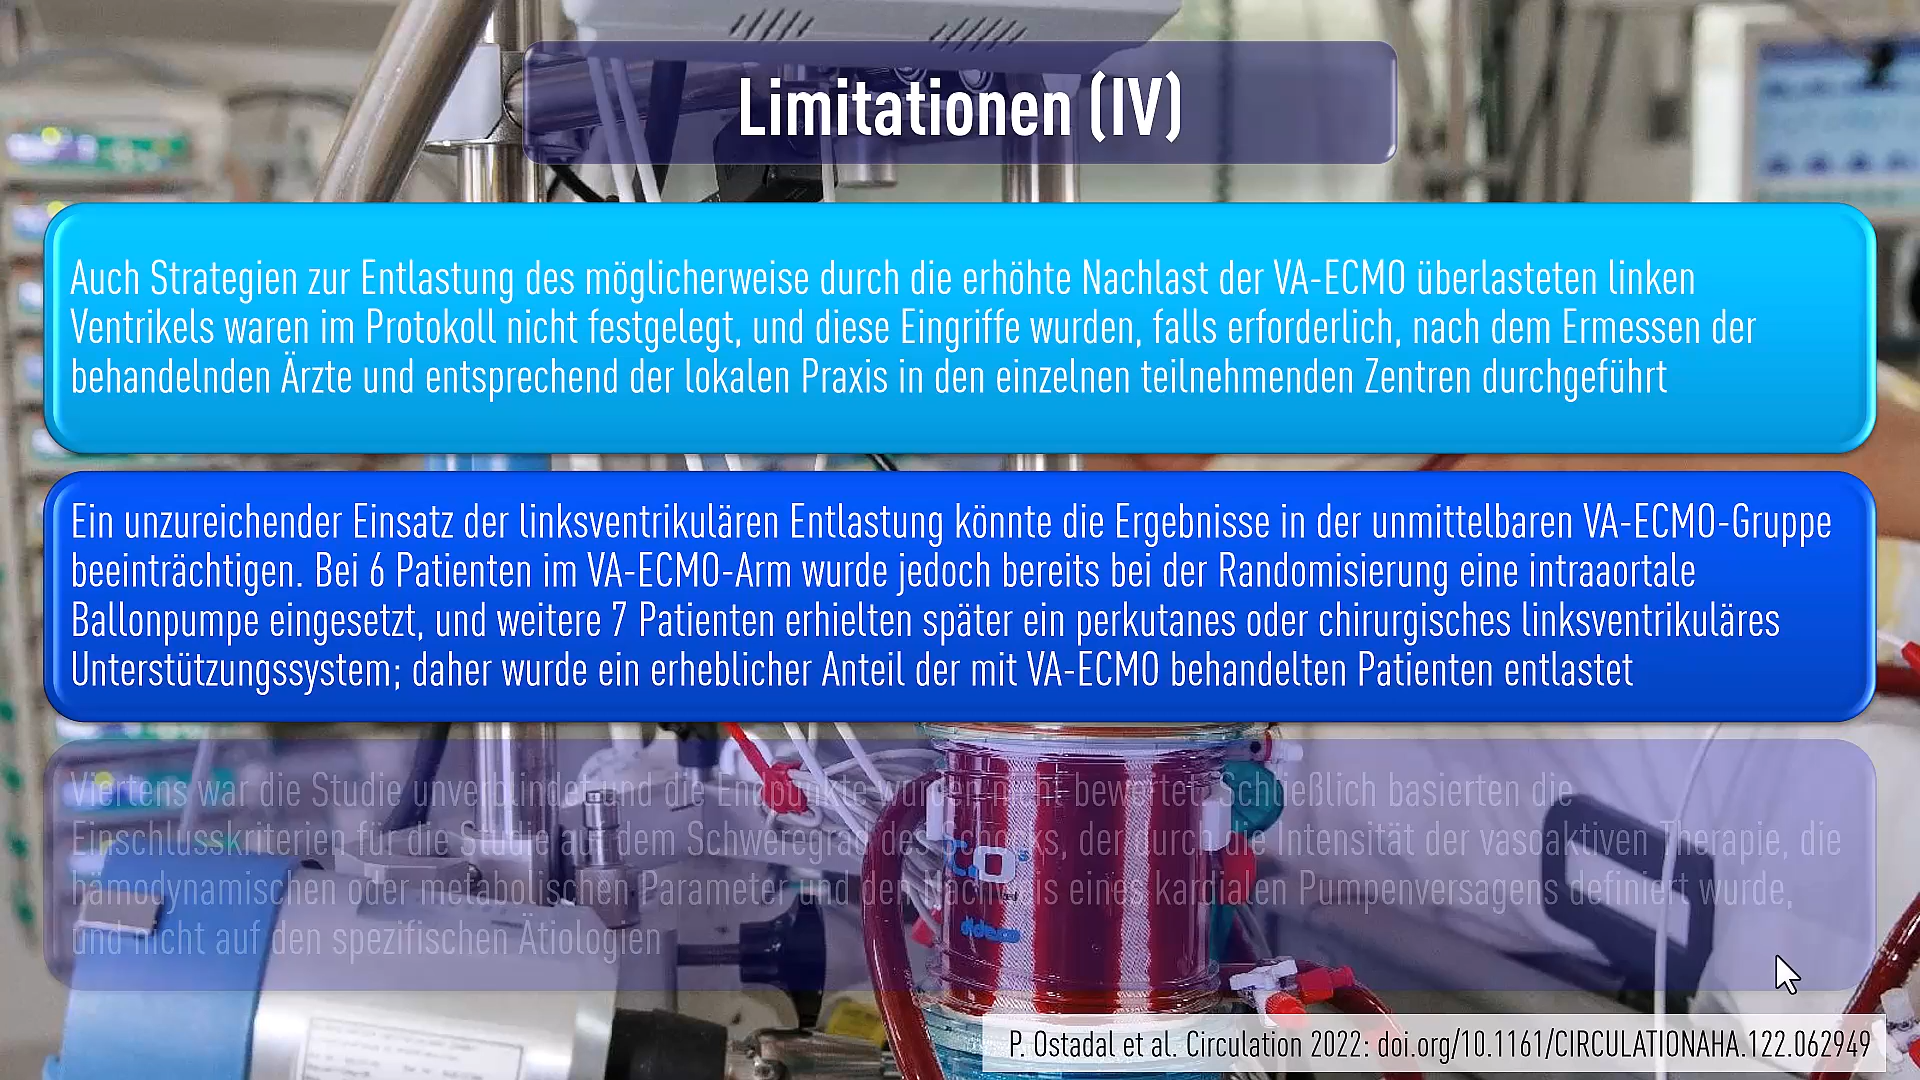 Limitationen (IV)
Auch Strategien zur Entlastung des möglicherweise durch die erhöhte Nachlast der VA-ECMO überlasteten linken
Ventrikels waren im Protokoll nicht festgelegt, und diese Eingriffe wurden, falls erforderlich, nach dem Ermessen der
behandelnden Ärzte und entsprechend der lokalen Praxis in den einzelnen teilnehmenden Zentren durchgeführt
Ein unzureichender Einsatz der linksventrikulären Entlastung könnte die Ergebnisse in der unmittelbaren VA-ECMO-Gruppe
beeinträchtigen. Bei 6 Patienten im VA-ECMO-Arm wurde jedoch bereits bei der Randomisierung eine intraaortale
Ballonpumpe eingesetzt, und weitere 7 Patienten erhielten später ein perkutanes oder chirurgisches linksventrikuläres
Unterstützungssystem; daher wurde ein erheblicher Anteil der mit VA-ECMO behandelten Patienten entlastet
Viertens war die Studie unverblindet und die Endpunkte wurden nicht bewertet. Schließlich basierten die
Einschlusskriterien für die Studie auf dem Schweregrad des Schocks, der durch die Intensität der vasoaktiven Therapie, die
hämodynamischen oder metabolischen Parameter und den Nachweis eines kardialen Pumpenversagens definiert wurde,
und nicht auf den spezifischen Ätiologien
dideco
P. Ostadal et al. Circulation 2022: doi.org/10.1161/CIRCULATIONAHA.122.062949